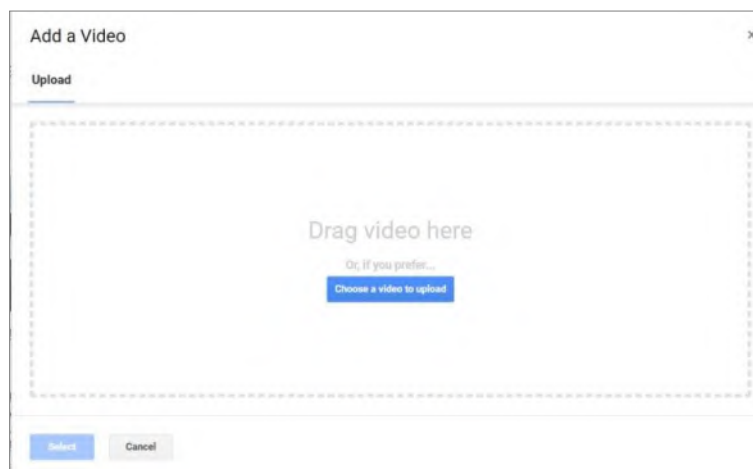 Add a Video
×
Upload
Drag video here
Or, if you prefer...
Choose a video to upload
Select
Cancel